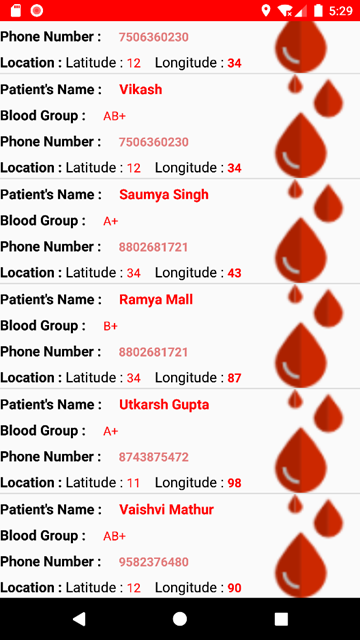 5:29
Phone Number : 7506360230
Location : Latitude : 12 Longitude : 34
Patient's Name : Vikash
Blood Group : AB+
Phone Number : 7506360230
Location : Latitude : 12 Longitude : 34
Patient's Name : Saumya Singh
Blood Group : A+
Phone Number : 8802681721
Location : Latitude : 34 Longitude : 43
Patient's Name : Ramya Mall
Blood Group : B+
Phone Number : 8802681721
Location : Latitude : 34 Longitude : 87
Patient's Name : Utkarsh Gupta
Blood Group : A+
Phone Number : 8743875472
Location : Latitude : 11 Longitude : 98
Patient's Name : Vaishvi Mathur
Blood Group : AB+
Phone Number : 9582376480
Location : Latitude : 12 Longitude : 90